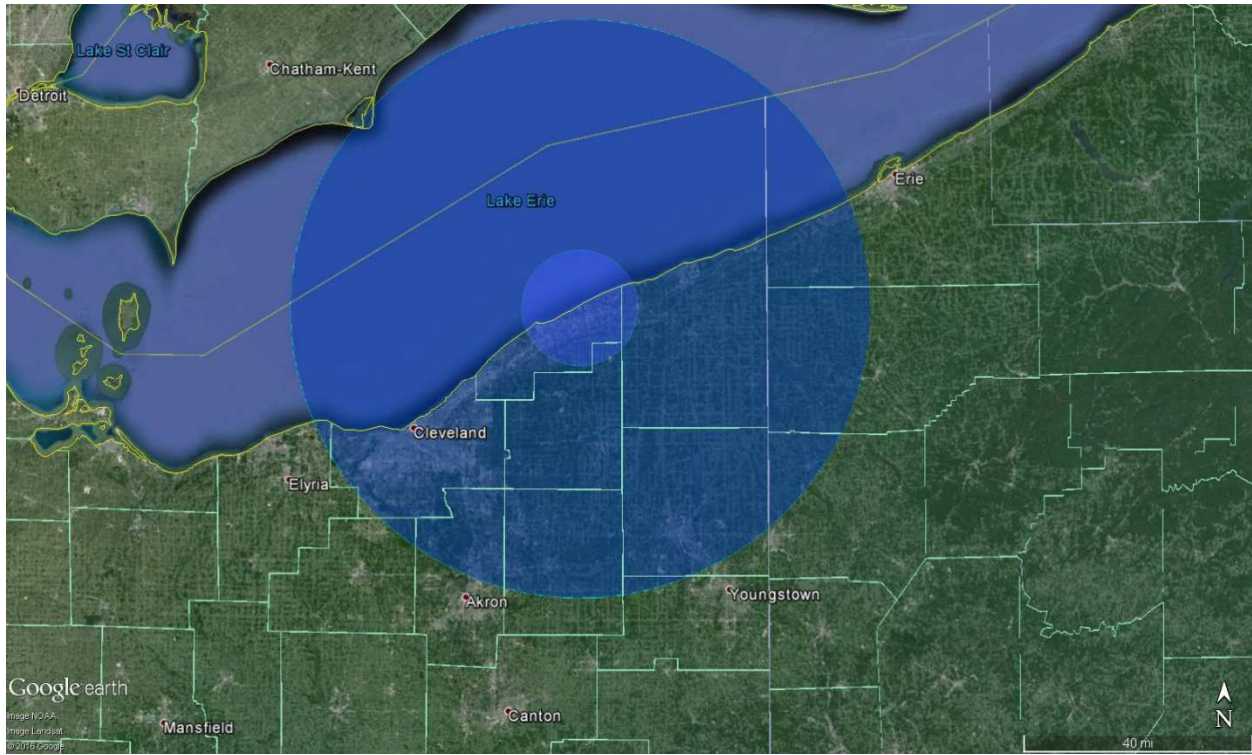 Lake St Clair
Chatham-Kent
Detroit
Erie
Lake Erie
Cleveland
Elyria
Akron
Youngstown
Google earth
Image NOAA
Image Landsat
© 2016 Google
Mansfield
Canton
N
40 mi